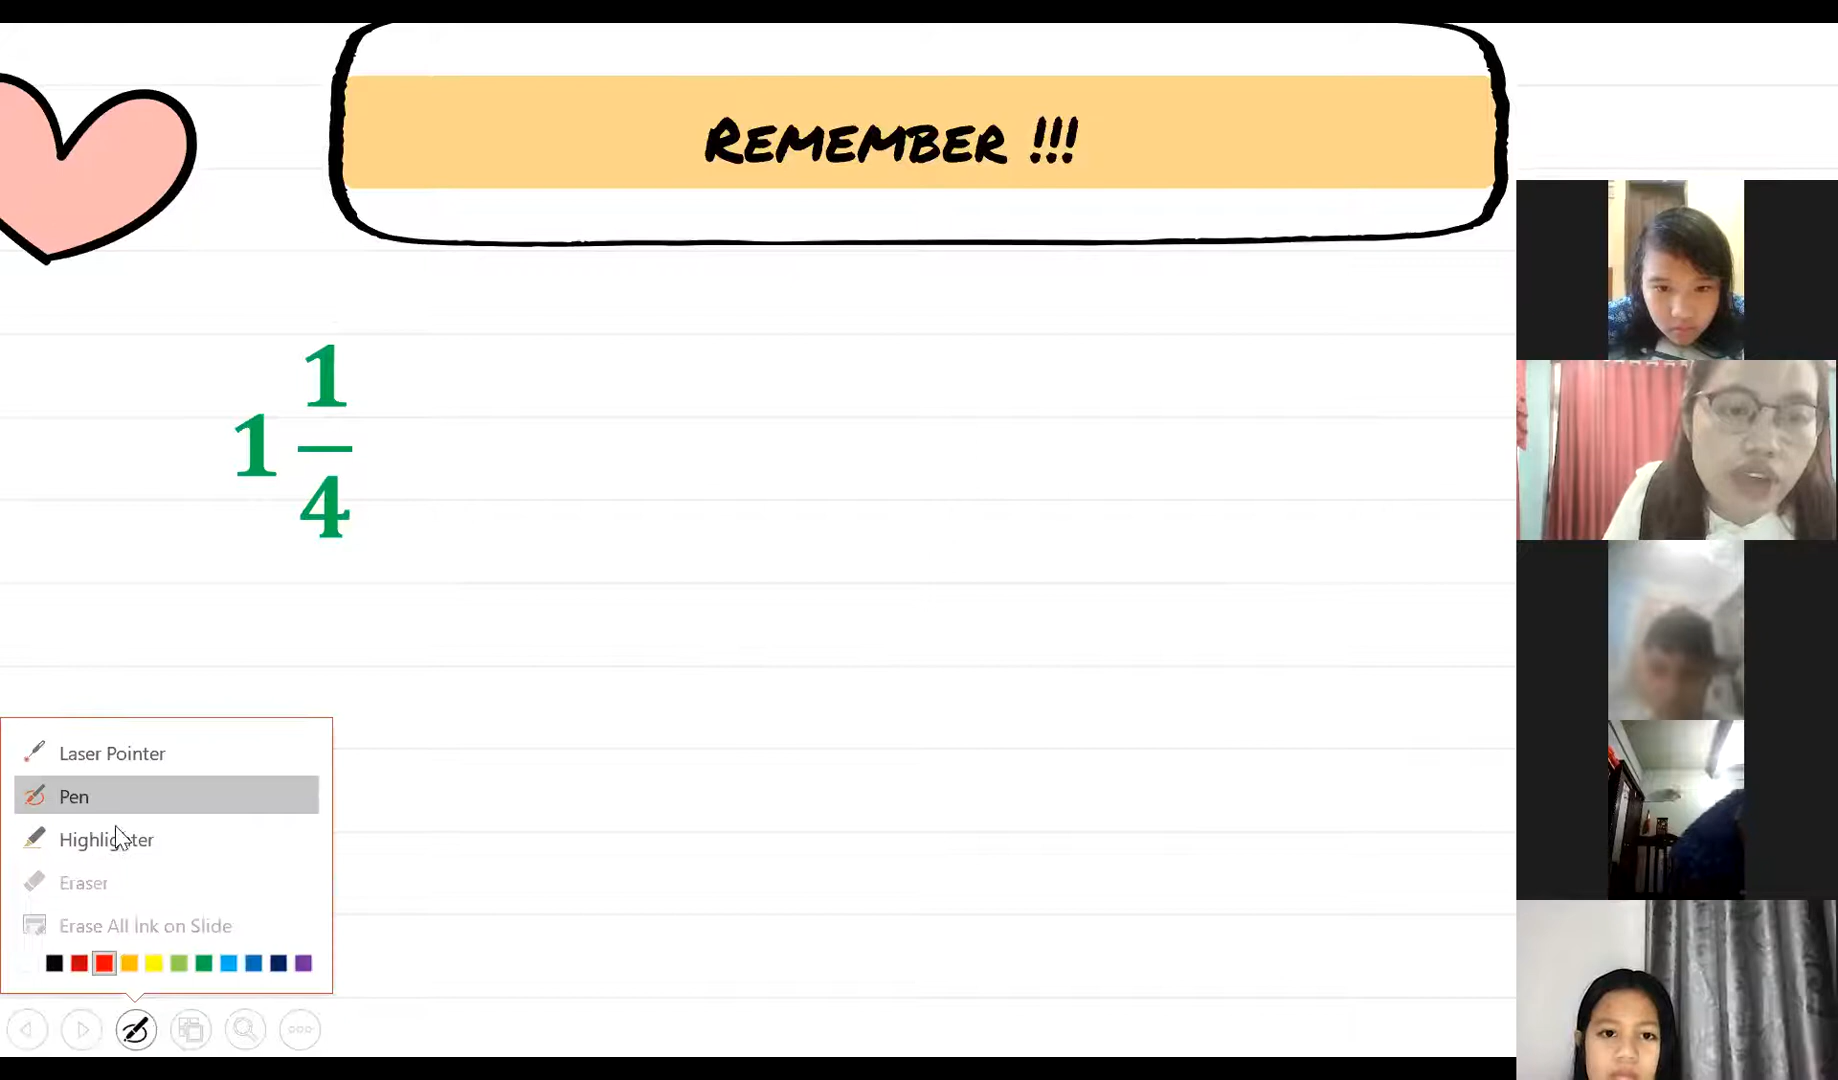 REMEMBER !!!
1 1/4
Laser Pointer
Pen
Highlighter
Eraser
Erase All Ink on Slide